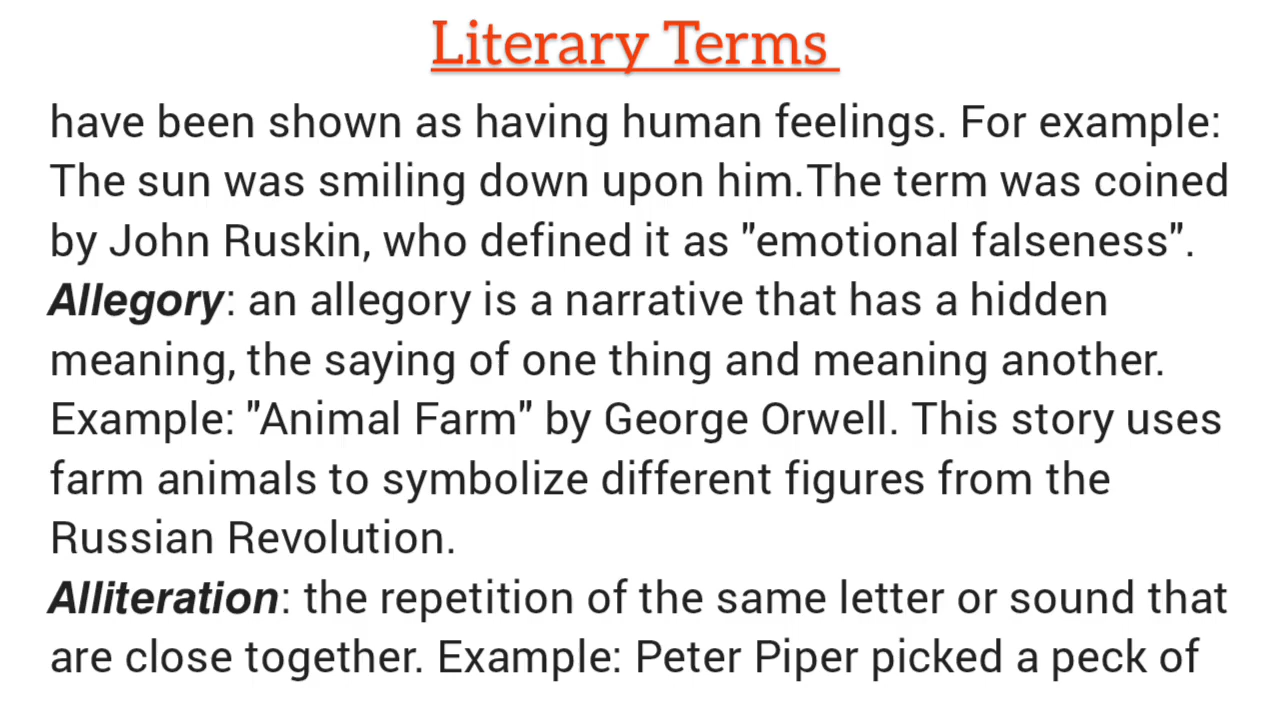 Literary Terms
have been shown as having human feelings. For example:
The sun was smiling down upon him.The term was coined
by John Ruskin, who defined it as "emotional falseness".
Allegory: an allegory is a narrative that has a hidden
meaning, the saying of one thing and meaning another.
Example: "Animal Farm" by George Orwell. This story uses
farm animals to symbolize different figures from the
Russian Revolution.
Alliteration: the repetition of the same letter or sound that
are close together. Example: Peter Piper picked a peck of